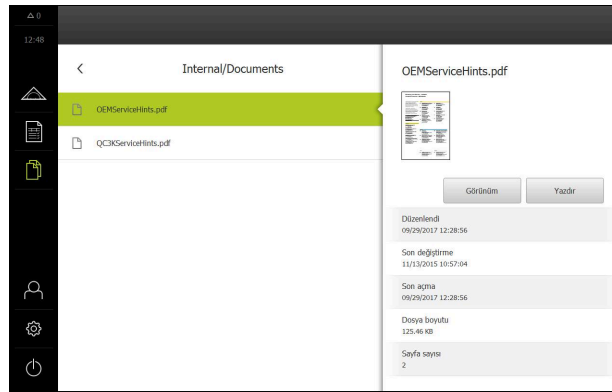 0
12:48
Internal/Documents
OEMServiceHints.pdf
QC3KServiceHints.pdf
OEMServiceHints.pdf
Görünüm
Yazdır
Düzenlendi
09/29/2017 12:28:56
Son değiştirme
11/13/2015 10:57:04
Son açma
09/29/2017 12:28:56
Dosya boyutu
125.46 KB
Sayfa sayısı
2